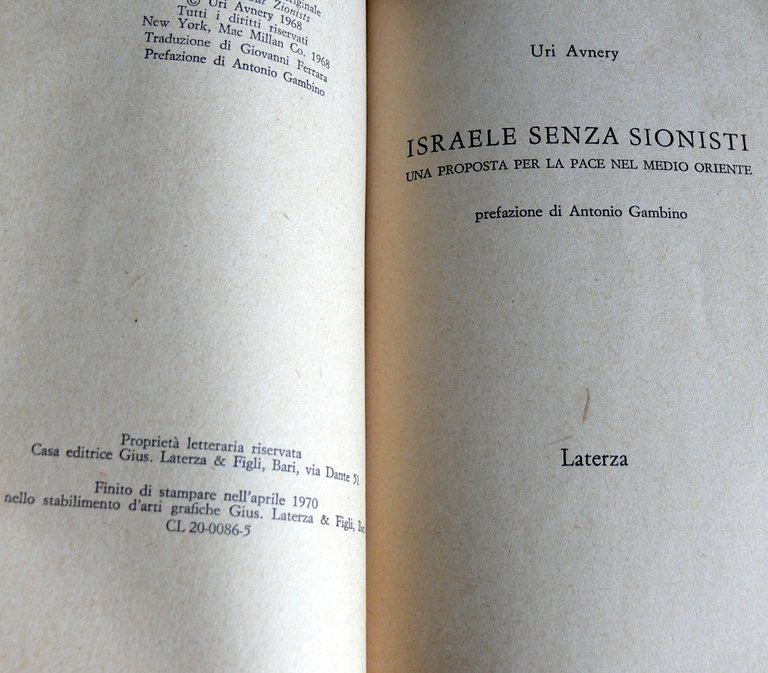 originale
Zionists
© Uri Avnery 1968
Tutti i diritti riservati
New York, Mac Millan Co. 1968
Traduzione di Giovanni Ferrara
Prefazione di Antonio Gambino
Proprietà letteraria riservata
Casa editrice Gius. Laterza & Figli, Bari, via Dante 51
Finito di stampare nell'aprile 1970
nello stabilimento d'arti grafiche Gius. Laterza & Figli, Bari
CL 20-0086-5
Uri Avnery
ISRAELE SENZA SIONISTI
UNA PROPOSTA PER LA PACE NEL MEDIO ORIENTE
prefazione di Antonio Gambino
Laterza